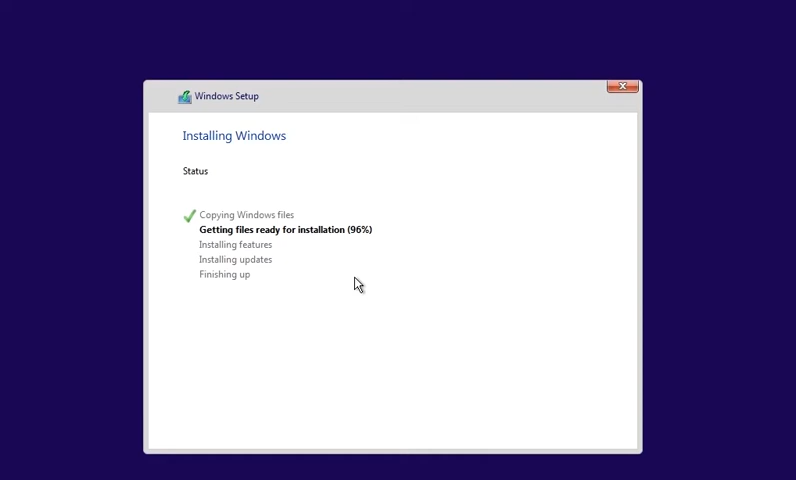 Windows Setup
Installing Windows
Status
Copying Windows files
Getting files ready for installation (96%)
Installing features
Installing updates
Finishing up